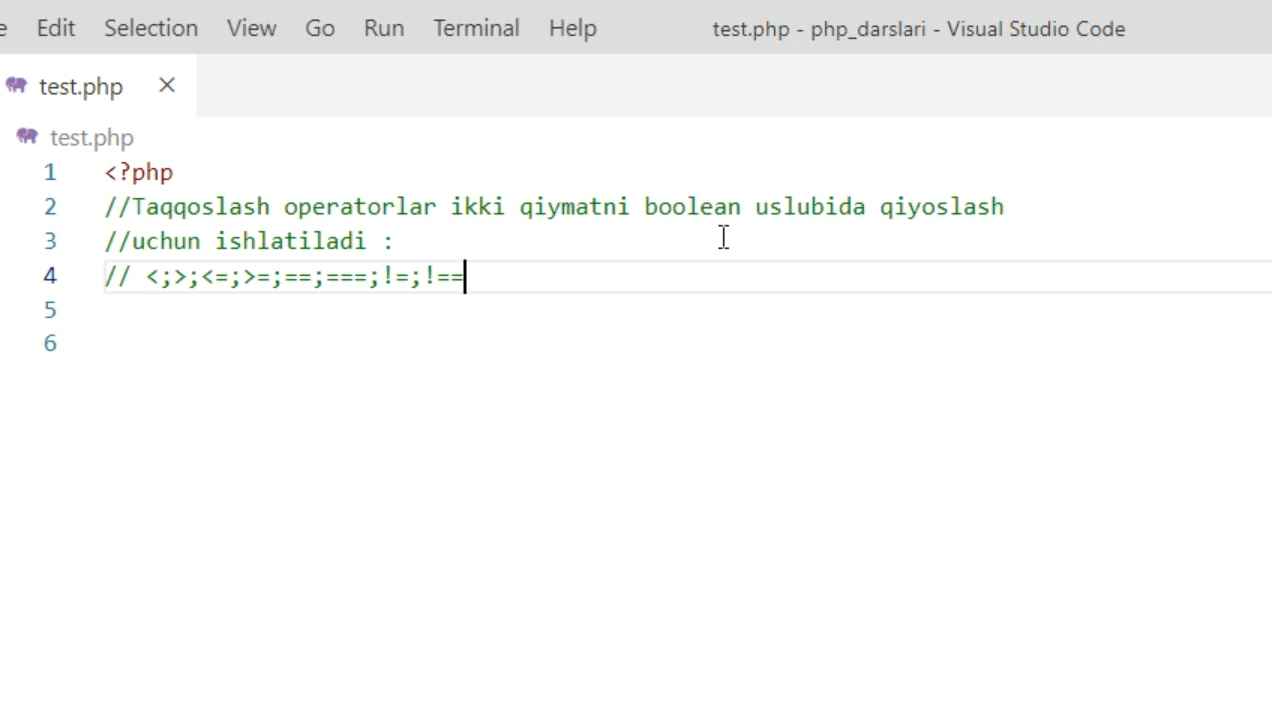 Edit Selection View Go Run Terminal Help test.php - php_darslari - Visual Studio Code
test.php
test.php
1 <?php
2 //Taqqoslash operatorlar ikki qiymatni boolean uslubida qiyoslash
3 //uchun ishlatiladi :
4 // <;>;<=;>=;==;===;!=;!==
5
6